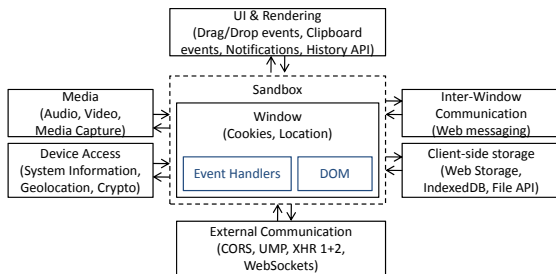 UI & Rendering
(Drag/Drop events, Clipboard
events, Notifications, History API)
Sandbox
Media
(Audio, Video,
Media Capture)
Window
(Cookies, Location)
Inter-Window
Communication
(Web messaging)
Device Access
(System Information,
Geolocation, Crypto)
Event Handlers
DOM
Client-side storage
(Web Storage,
IndexedDB, File API)
External Communication
(CORS, UMP, XHR 1+2,
WebSockets)